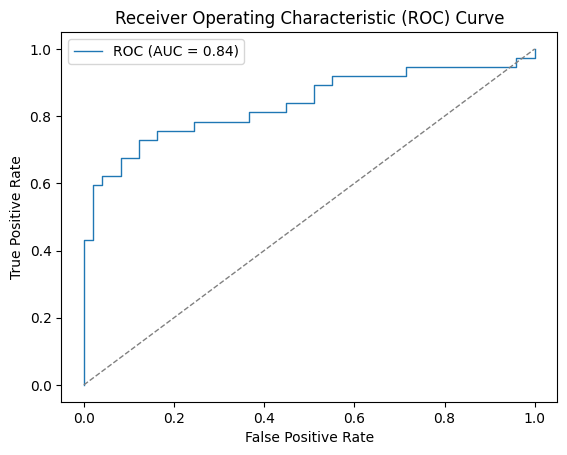 Receiver Operating Characteristic (ROC) Curve
ROC (AUC = 0.84)
1.0
0.8
0.6
0.4
0.2
0.0
True Positive Rate
0.0 0.2 0.4 0.6 0.8 1.0
False Positive Rate